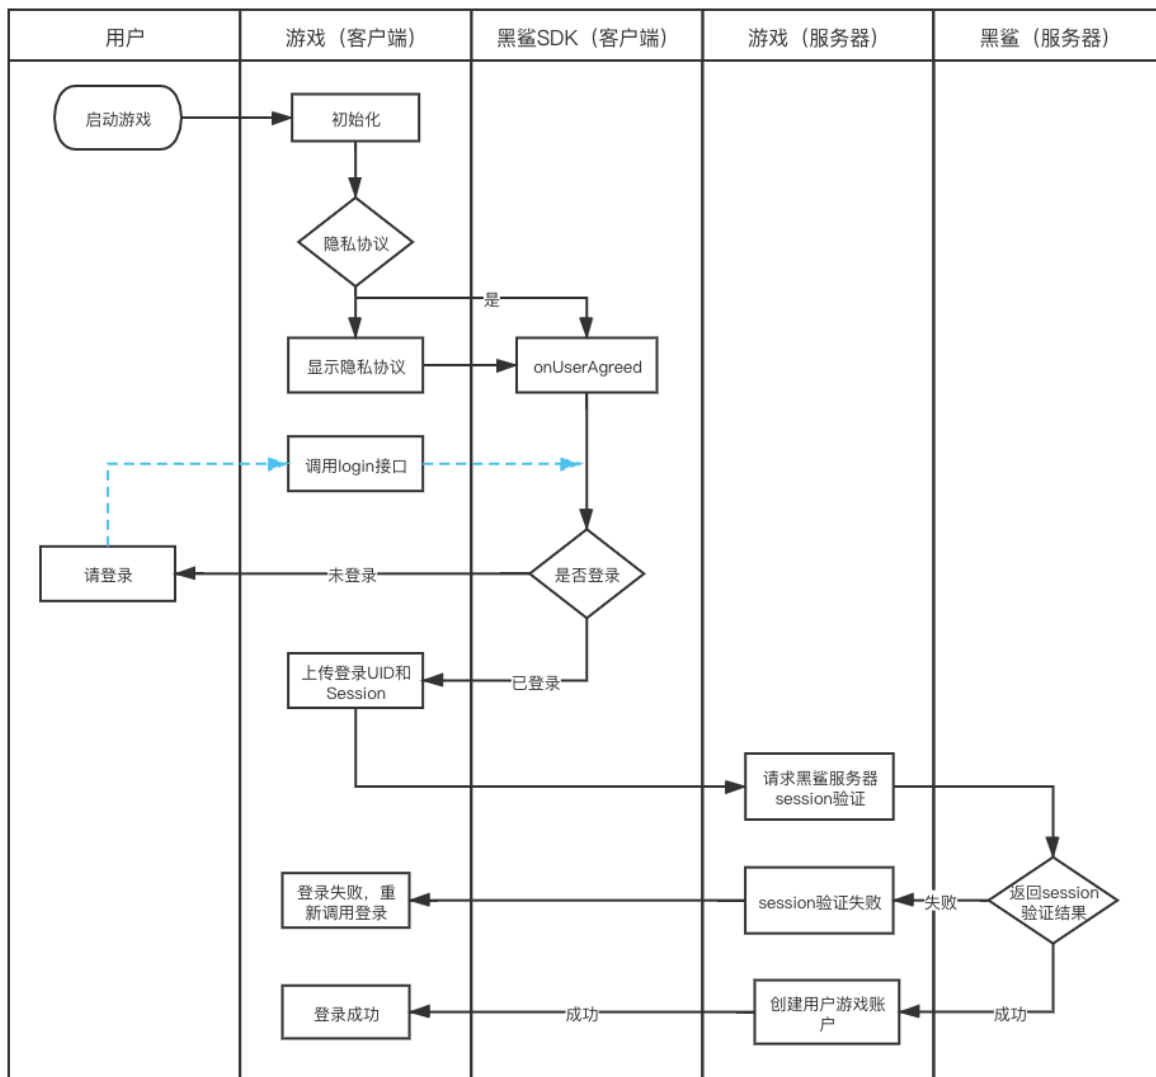 用户
游戏（客户端）
黑鲨SDK（客户端）
游戏（服务器）
黑鲨（服务器）
启动游戏
初始化
隐私协议
是
显示隐私协议
onUserAgreed
调用login接口
请登录
未登录
是否登录
上传登录UID和
Session
已登录
请求黑鲨服务器
session验证
登录失败，重
新调用登录
session验证失败
失败
返回session
验证结果
登录成功
成功
创建用户游戏账
户
成功